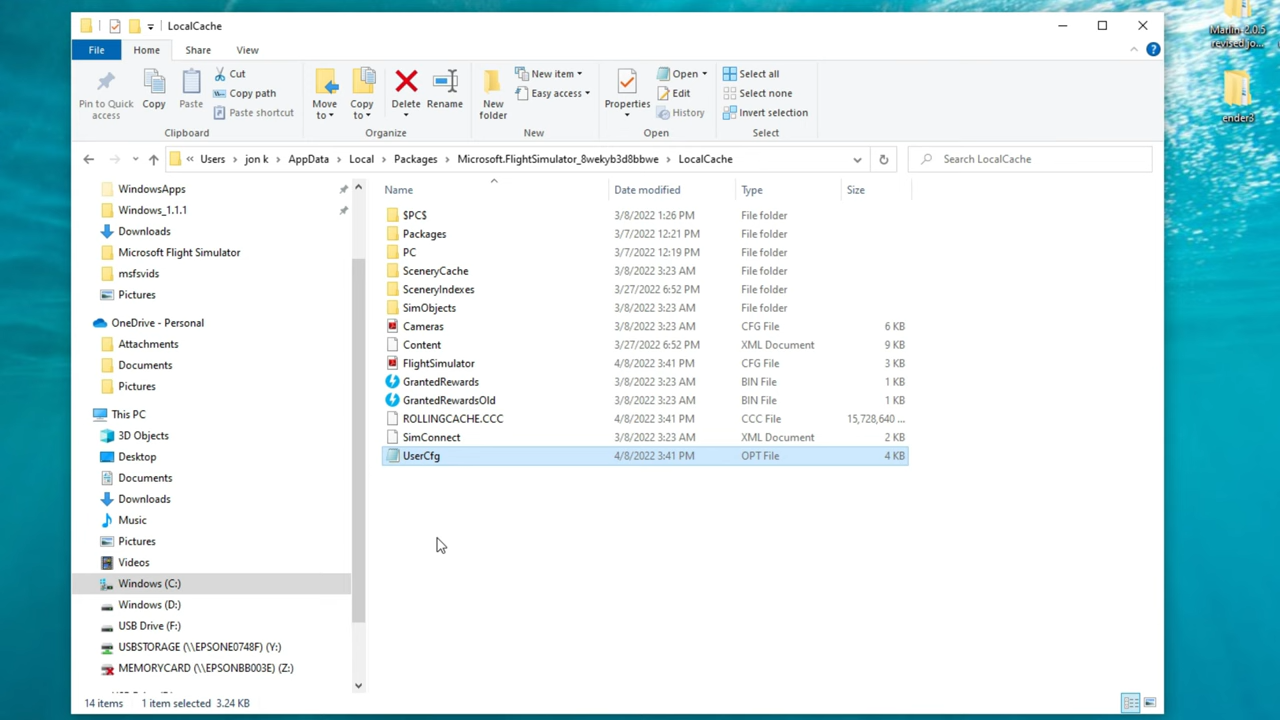 LocalCache
File Home Share View
Pin to Quick access
Copy
Paste
Cut
Copy path
Paste shortcut
Clipboard
Move to
Copy to
Delete
Rename
Organize
New folder
New item
Easy access
New
Properties
Open
Edit
History
Open
Select all
Select none
Invert selection
Select
« Users > jon k > AppData > Local > Packages > Microsoft.FlightSimulator_8wekyb3d8bbwe > LocalCache
Search LocalCache
WindowsApps
Windows_1.1.1
Downloads
Microsoft Flight Simulator
msfsvids
Pictures
OneDrive - Personal
Attachments
Documents
Pictures
This PC
3D Objects
Desktop
Documents
Downloads
Music
Pictures
Videos
Windows (C:)
Windows (D:)
USB Drive (F:)
USBSTORAGE (\\EPSONE0748F) (Y:)
MEMORYCARD (\\EPSONBB003E) (Z:)
Name Date modified Type Size
$PC$ 3/8/2022 1:26 PM File folder
Packages 3/7/2022 12:21 PM File folder
PC 3/7/2022 12:19 PM File folder
SceneryCache 3/8/2022 3:23 AM File folder
SceneryIndexes 3/27/2022 6:52 PM File folder
SimObjects 3/8/2022 3:23 AM File folder
Cameras 3/8/2022 3:23 AM CFG File 6 KB
Content 3/27/2022 6:52 PM XML Document 9 KB
FlightSimulator 4/8/2022 3:41 PM CFG File 3 KB
GrantedRewards 3/8/2022 3:23 AM BIN File 1 KB
GrantedRewardsOld 3/8/2022 3:23 AM BIN File 1 KB
ROLLINGCACHE.CCC 4/8/2022 3:41 PM CCC File 15,728,640 ...
SimConnect 3/8/2022 3:23 AM XML Document 2 KB
UserCfg 4/8/2022 3:41 PM OPT File 4 KB
14 items 1 item selected 3.24 KB
Marlin-2.0.5
revised jo...
ender3